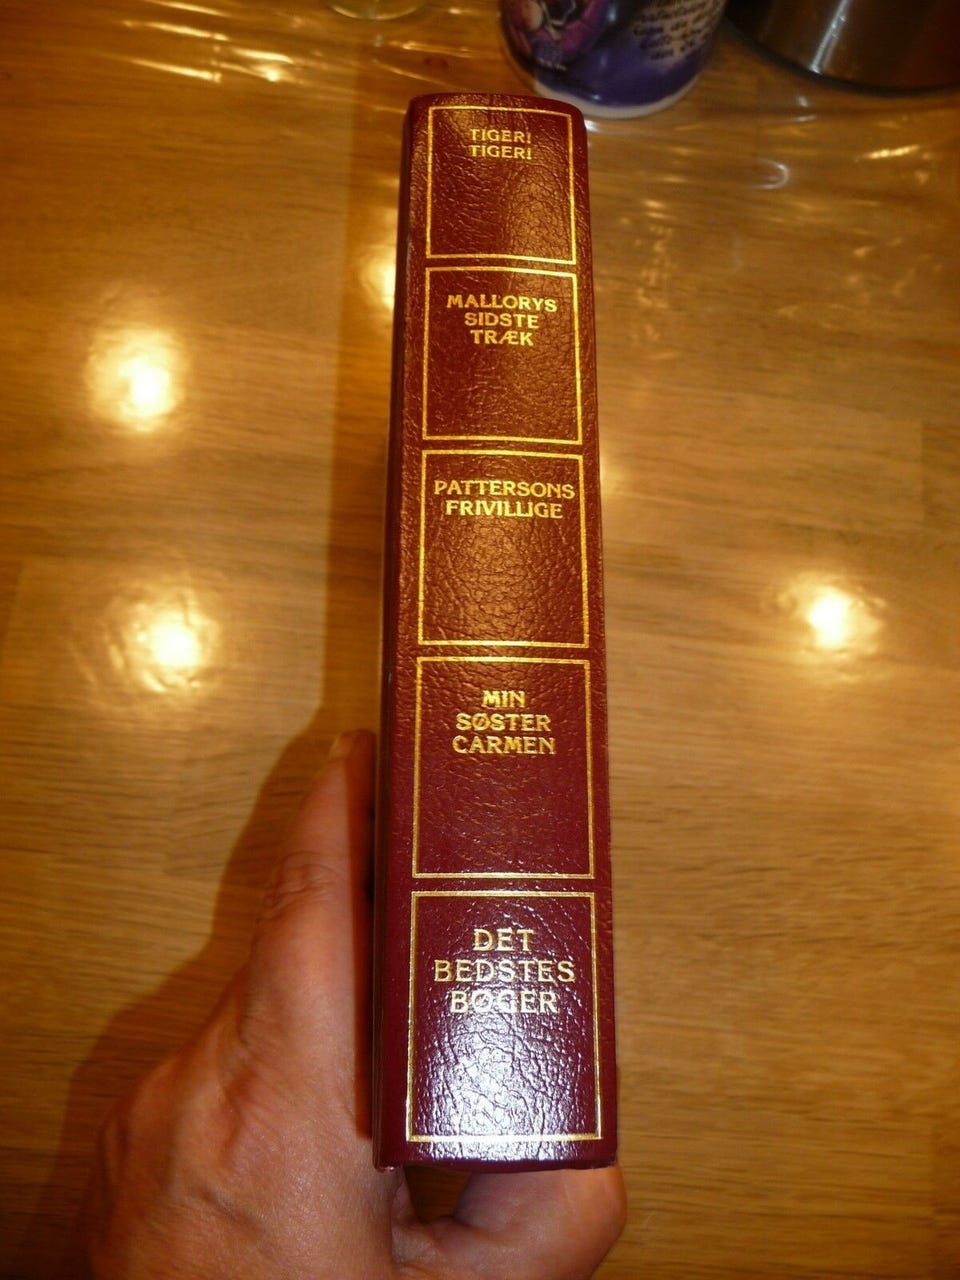 TIGER!
TIGER!
MALLORYS
SIDSTE
TRÆK
PATTERSONS
FRIVILLIGE
MIN
SØSTER
CARMEN
DET
BEDSTES
BØGER